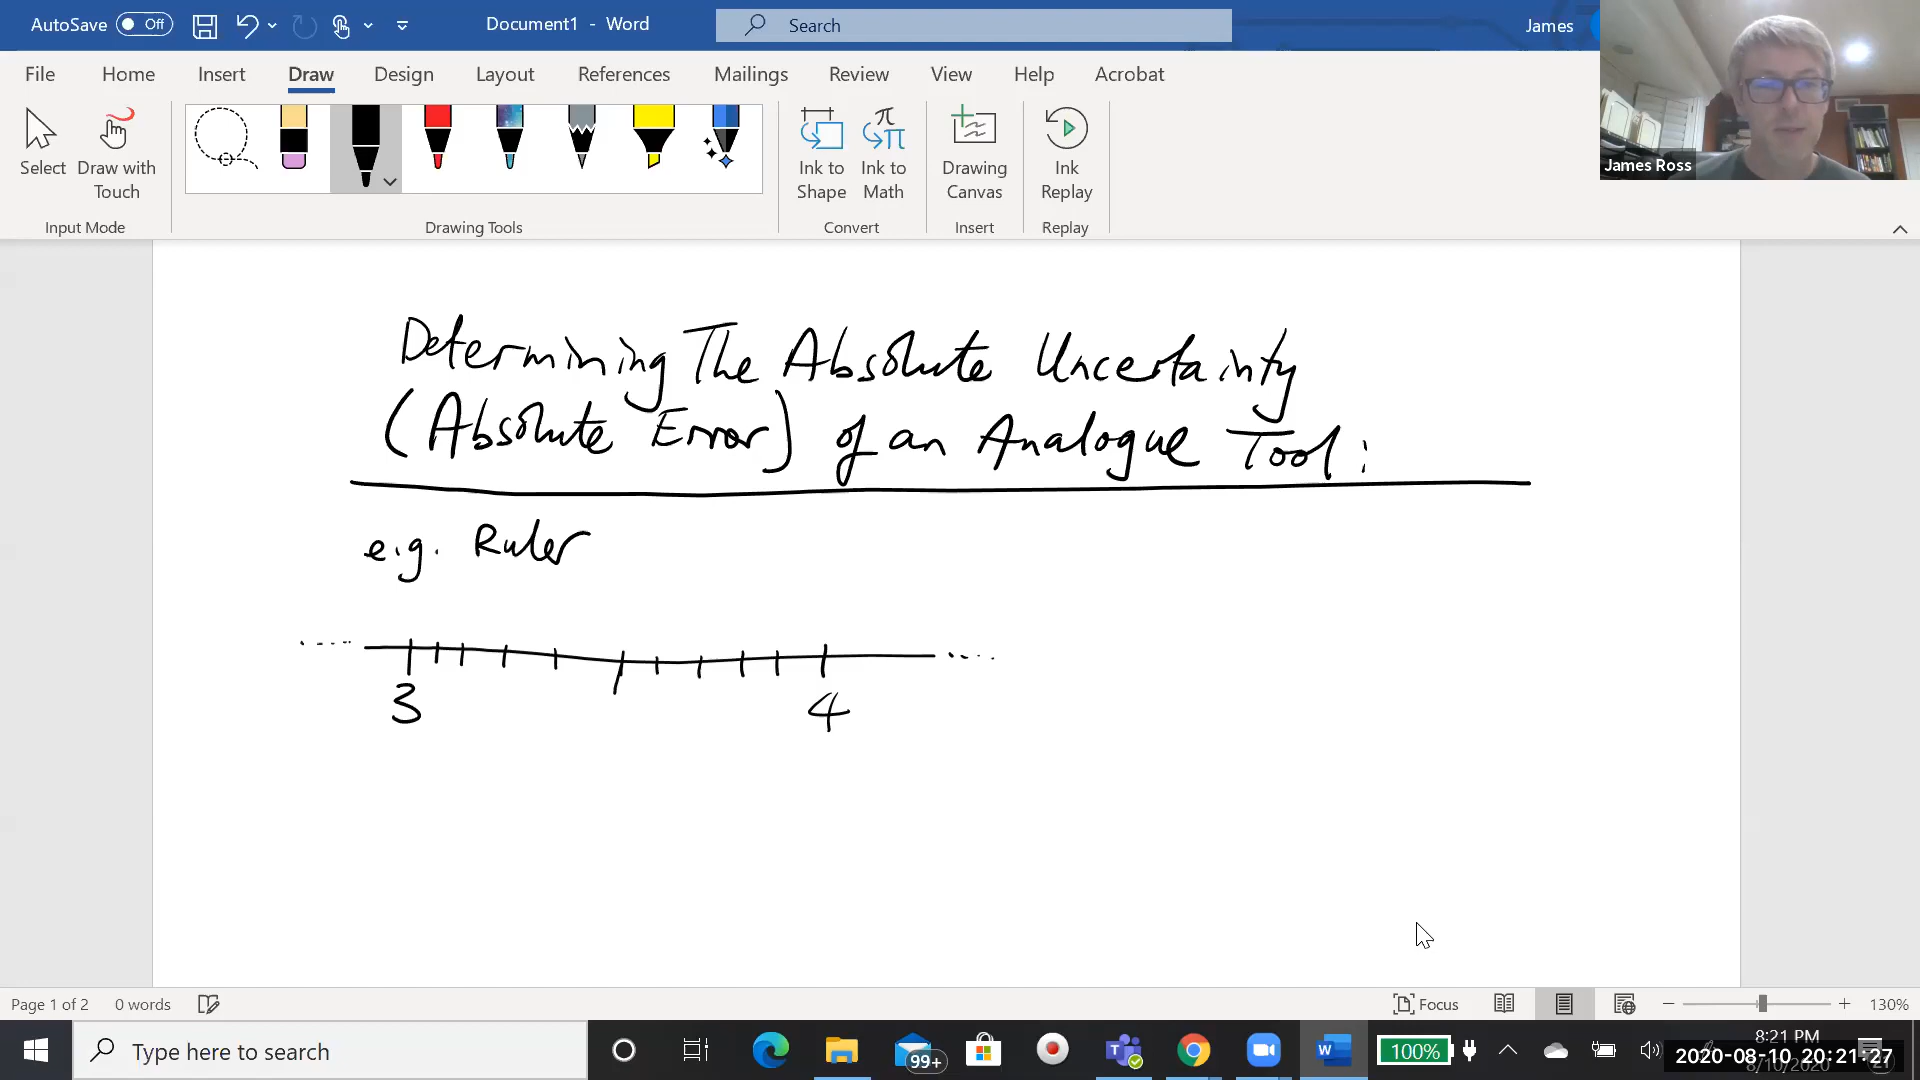 AutoSave Off Document1 - Word Search James
File Home Insert Draw Design Layout References Mailings Review View Help Acrobat
Select Draw with Touch Ink to Shape Ink to Math Drawing Canvas Ink Replay
Input Mode Drawing Tools Convert Insert Replay
James Ross
Determining The Absolute Uncertainty
(Absolute Error) of an Analogue Tool:
e.g. Ruler
3 4
Page 1 of 2 0 words Focus 130%
Type here to search 99+ 100% 8:21 PM
2020-08-10 20:21:27
8/10/2020 21